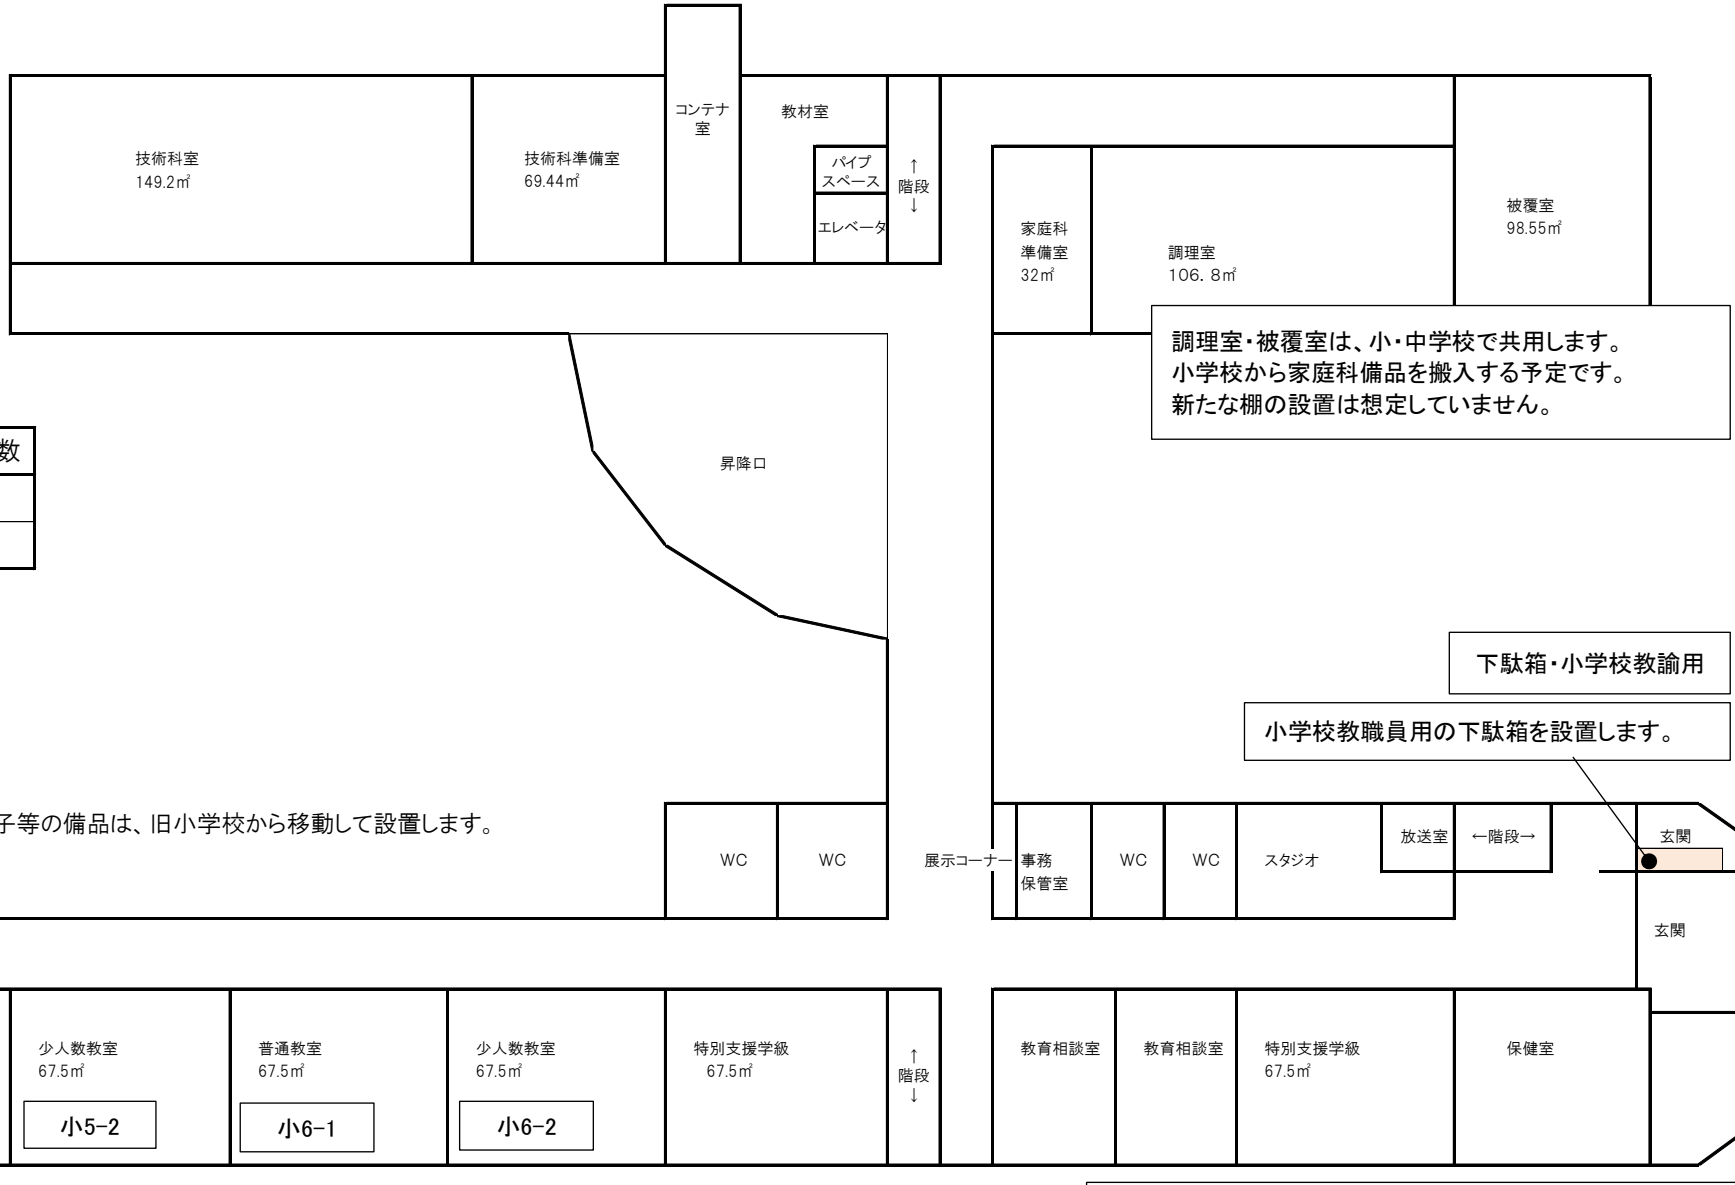 コンテナ
室
教材室
技術科室
149.2㎡
技術科準備室
69.44㎡
パイプ
スペース
エレベータ
↑
階段
↓
家庭科
準備室
32㎡
調理室
106．8㎡
被覆室
98.55㎡
調理室・被覆室は、小・中学校で共用します。
小学校から家庭科備品を搬入する予定です。
新たな棚の設置は想定していません。
数
昇降口
下駄箱・小学校教諭用
小学校教職員用の下駄箱を設置します。
子等の備品は、旧小学校から移動して設置します。
WC
WC
展示コーナー
事務
保管室
WC
WC
スタジオ
放送室
←階段→
玄関
玄関
少人数教室
67.5㎡
小5-2
普通教室
67.5㎡
小6-1
少人数教室
67.5㎡
小6-2
特別支援学級
67.5㎡
↑
階段
↓
教育相談室
教育相談室
特別支援学級
67.5㎡
保健室